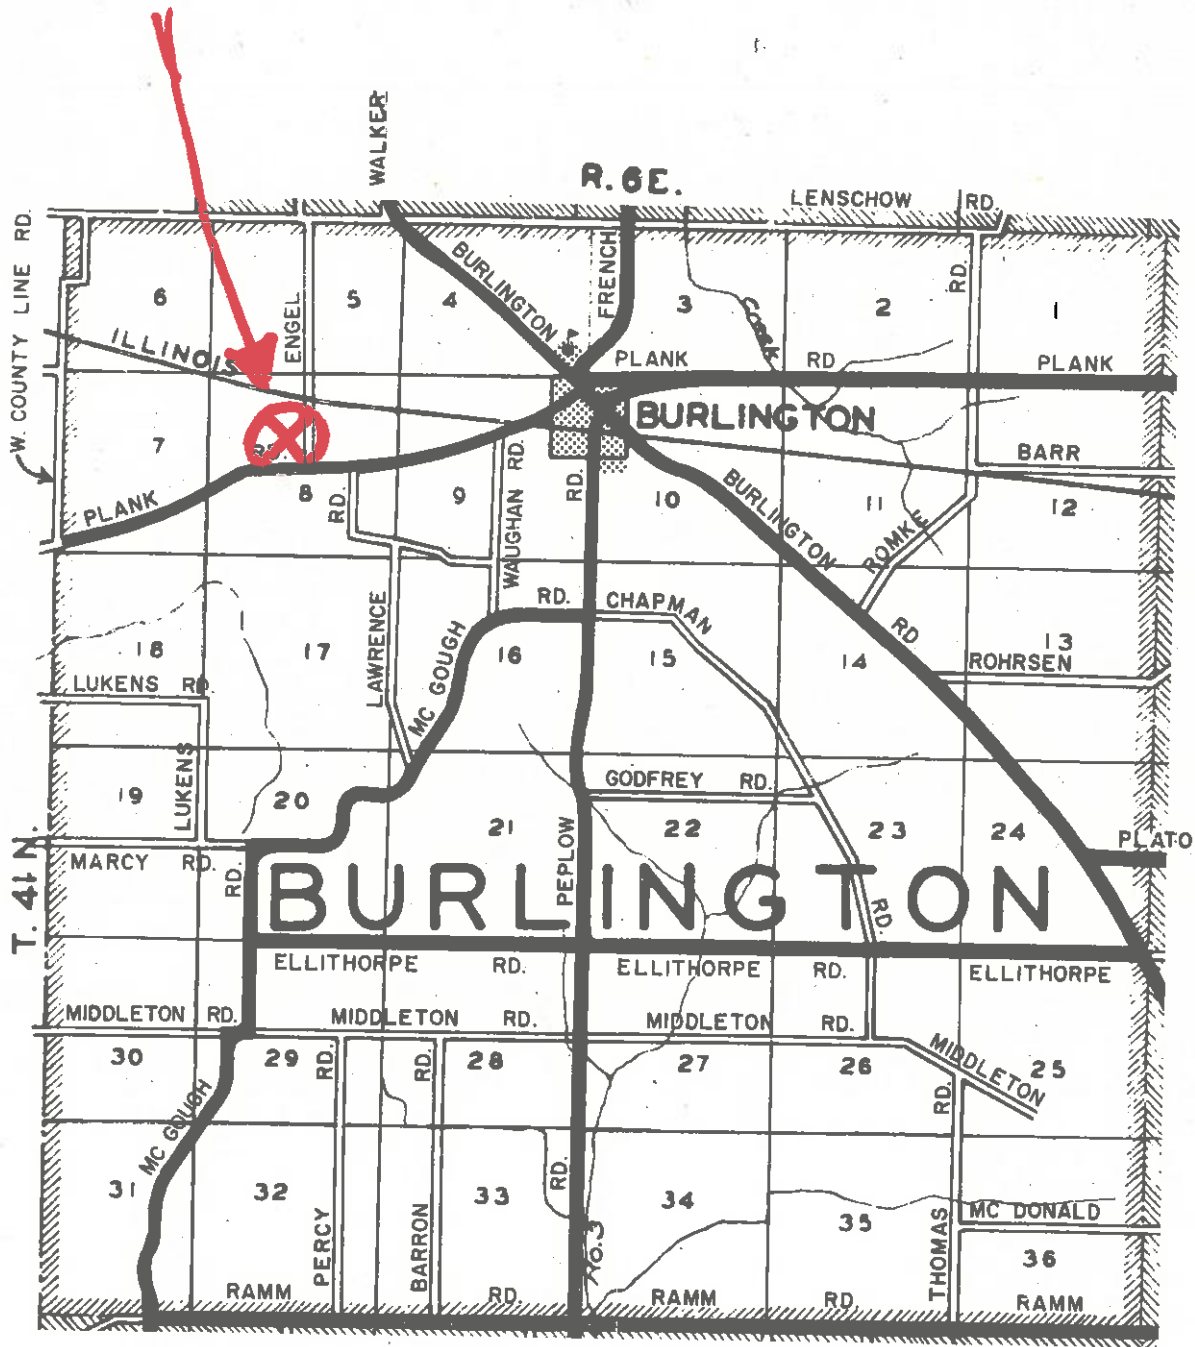 WALKER
R. 6E.
LENSCHOW RD.
W. COUNTY LINE RD.
6
5
4
3
2
1
ENGEL
BURLINGTON
FRENCH
RD.
ILLINOIS
PLANK RD PLANK
BURLINGTON
7
8
9
10
11
12
PLANK
RD.
WAUGHAN RD.
RD.
BURLINGTON
ROMKE
BARR
RD
18
17
16
15
14
13
RD. CHAPMAN
LAWRENCE
MC GOUGH
ROHRSEN
LUKENS RD.
LUKENS
GODFREY RD.
19
20
21
22
23
24
PEPLOW
PLATO
MARCY RD.
RD.
RD.
T. 41 N.
BURLINGTON
ELLITHORPE RD. ELLITHORPE RD. ELLITHORPE
MIDDLETON RD. MIDDLETON RD. MIDDLETON RD.
MIDDLETON
30
29
28
27
26
25
RD.
RD.
RD.
MC GOUGH
31
32
33
34
35
36
RD.
PERCY
BARRON
No.3
THOMAS
MC DONALD
RAMM RD. RAMM RD. RAMM